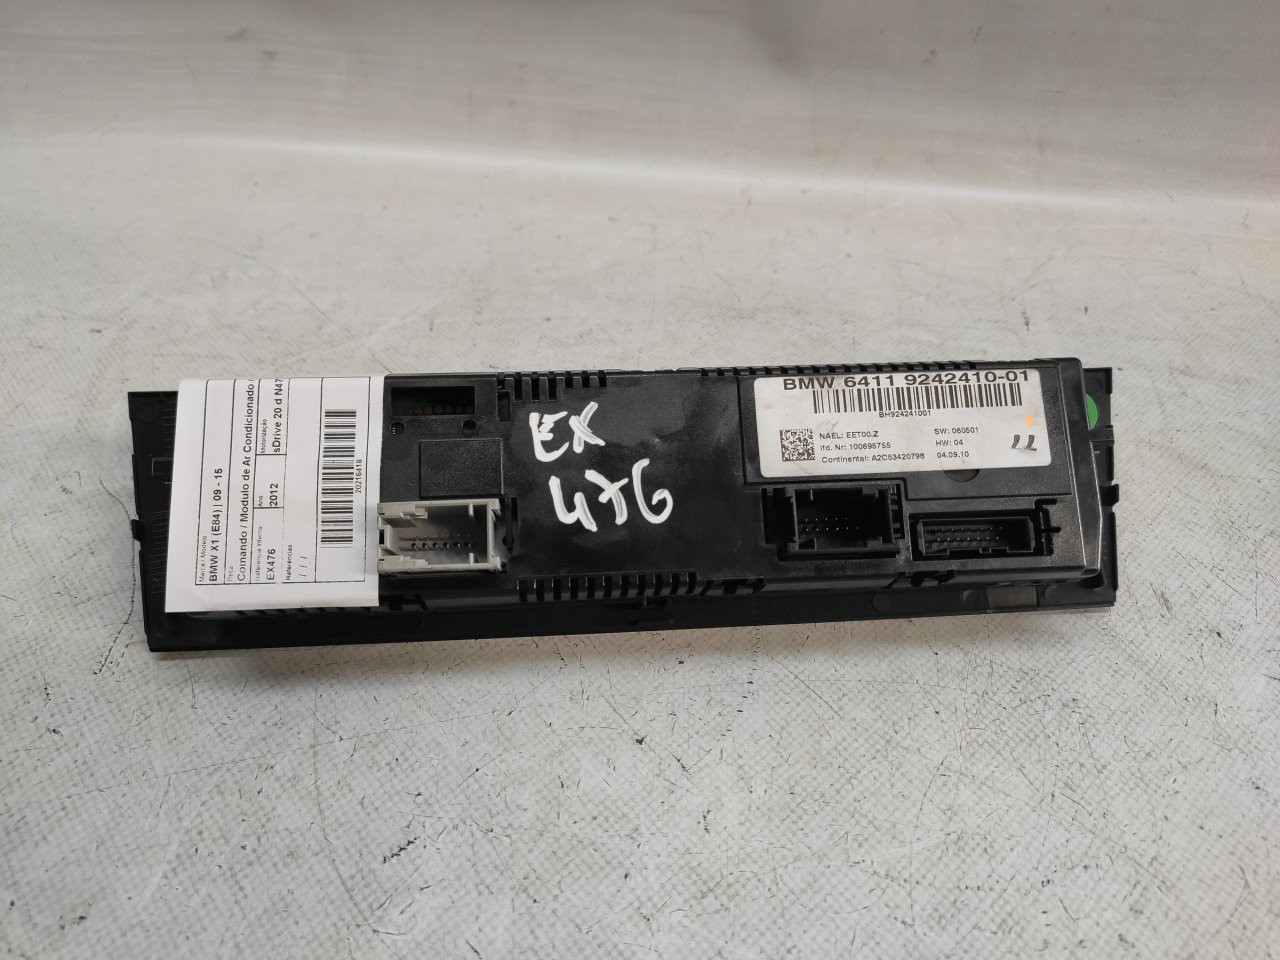 Marca / Modelo
BMW X1 (E84) | 09 - 15
Peça
Comando / Modulo de Ar Condicionado /
Referência Interna
EX476
Ano
2012
Motorização
sDrive 20 d N47
Referências
/ / /
20216418
EX
476
BMW 6411 9242410-01
BH924241001
NAEL: EET00.Z
SW: 060501
lfd. Nr: 100695755
HW: 04
Continental: A2C53420798
04.09.10